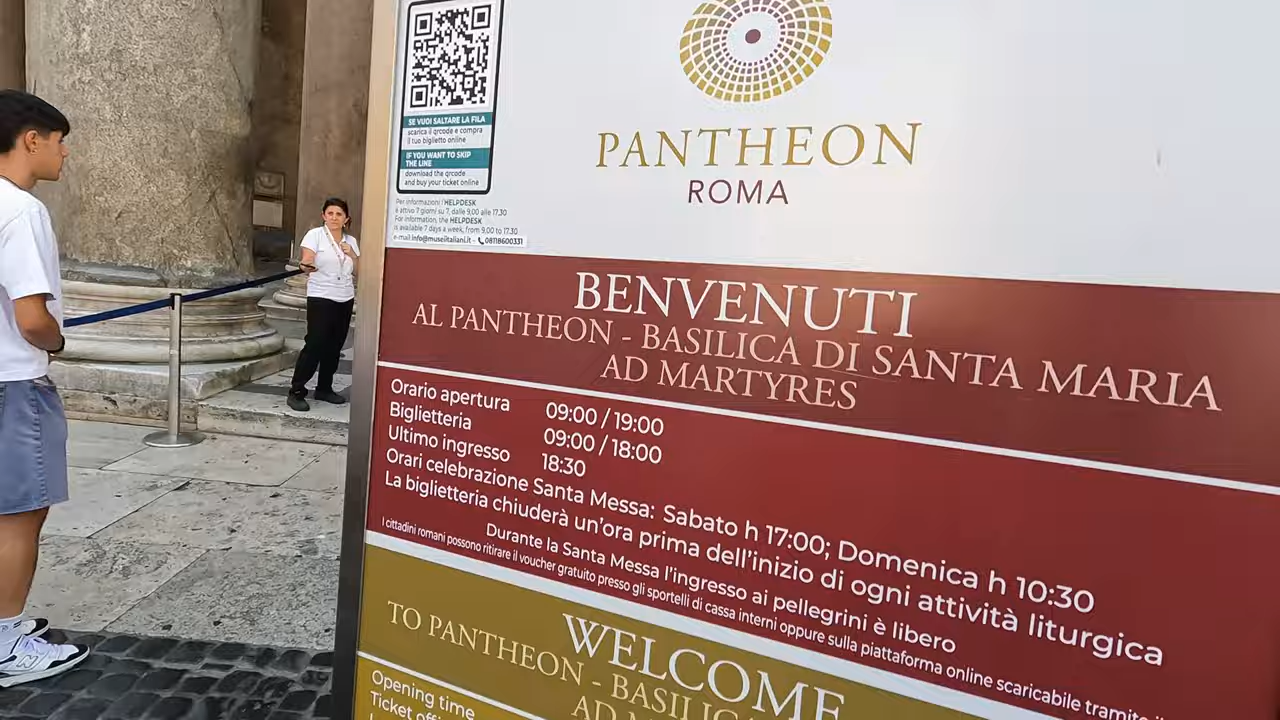 SE VUOI SALTARE LA FILA
scarica il qrcode e compra
il tuo biglietto online
IF YOU WANT TO SKIP
THE LINE
download the qrcode
and buy your ticket online
Per informazioni l'HELPDESK
è attivo 7 giorni su 7, dalle 9.00 alle 17.30
For information, the HELPDESK
is available 7 days a week, from 9.00 to 17.30
e-mail: info@museiitaliani.it - 08118600331
PANTHEON
ROMA
BENVENUTI
AL PANTHEON - BASILICA DI SANTA MARIA
AD MARTYRES
Orario apertura 09:00 / 19:00
Biglietteria 09:00 / 18:00
Ultimo ingresso 18:30
Orari celebrazione Santa Messa: Sabato h 17:00; Domenica h 10:30
La biglietteria chiuderà un'ora prima dell'inizio di ogni attività liturgica
Durante la Santa Messa l'ingresso ai pellegrini è libero
I cittadini romani possono ritirare il voucher gratuito presso gli sportelli di cassa interni oppure sulla piattaforma online scaricabile tramite
WELCOME
TO PANTHEON - BASILICA
AD
Opening time
Ticket